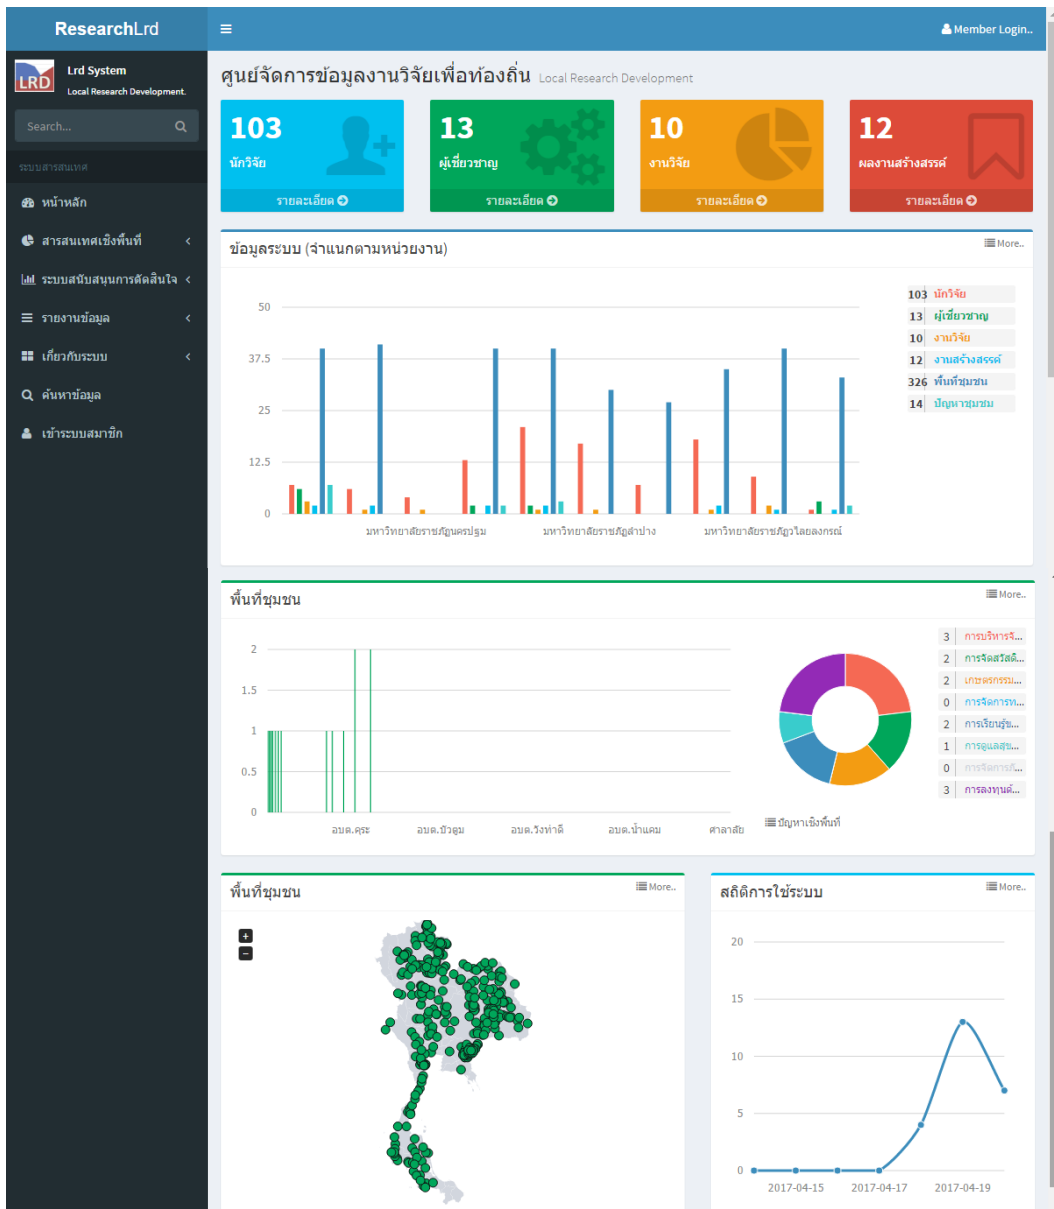 ResearchLrd
Member Login..
Lrd System
Local Research Development.
LRD
Search...
ระบบสารสนเทศ
หน้าหลัก
สารสนเทศเชิงพื้นที่
ระบบสนับสนุนการตัดสินใจ
รายงานข้อมูล
เกี่ยวกับระบบ
ค้นหาข้อมูล
เข้าระบบสมาชิก
ศูนย์จัดการข้อมูลงานวิจัยเพื่อท้องถิ่น Local Research Development
103
นักวิจัย
รายละเอียด
13
ผู้เชี่ยวชาญ
รายละเอียด
10
งานวิจัย
รายละเอียด
12
ผลงานสร้างสรรค์
รายละเอียด
ข้อมูลระบบ (จำแนกตามหน่วยงาน)
More..
50
37.5
25
12.5
0
มหาวิทยาลัยราชภัฏนครปฐม
มหาวิทยาลัยราชภัฏลำปาง
มหาวิทยาลัยราชภัฏวไลยลงกรณ์
103 นักวิจัย
13 ผู้เชี่ยวชาญ
10 งานวิจัย
12 งานสร้างสรรค์
326 พื้นที่ชุมชน
14 ปัญหาชุมชม
พื้นที่ชุมชน
More..
2
1.5
1
0.5
0
อบต.คุระ
อบต.บัวตูม
อบต.วังท่าดี
อบต.น้ำแคม
ศาลาลัย
3 การบริหารจั...
2 การจัดสวัสดิ...
2 เกษตรกรรม...
0 การจัดการท...
2 การเรียนรู้ข...
1 การดูแลสุข...
0 การจัดการภั...
3 การลงทุนด้...
ปัญหาเชิงพื้นที่
พื้นที่ชุมชน
More..
+
−
สถิติการใช้ระบบ
More..
20
15
10
5
0
2017-04-15
2017-04-17
2017-04-19